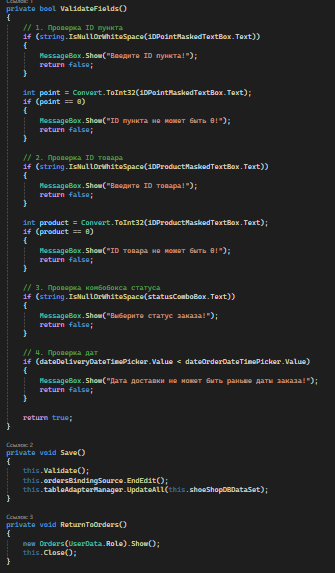 Ссылок: 1
private bool ValidateFields()
{
// 1. Проверка ID пункта
if (string.IsNullOrWhiteSpace(iDPointMaskedTextBox.Text))
{
MessageBox.Show("Введите ID пункта!");
return false;
}
int point = Convert.ToInt32(iDPointMaskedTextBox.Text);
if (point == 0)
{
MessageBox.Show("ID пункта не может быть 0!");
return false;
}
// 2. Проверка ID товара
if (string.IsNullOrWhiteSpace(iDProductMaskedTextBox.Text))
{
MessageBox.Show("Введите ID товара!");
return false;
}
int product = Convert.ToInt32(iDProductMaskedTextBox.Text);
if (product == 0)
{
MessageBox.Show("ID товара не может быть 0!");
return false;
}
// 3. Проверка комбобокса статуса
if (string.IsNullOrWhiteSpace(statusComboBox.Text))
{
MessageBox.Show("Выберите статус заказа!");
return false;
}
// 4. Проверка дат
if (dateDeliveryDateTimePicker.Value < dateOrderDateTimePicker.Value)
{
MessageBox.Show("Дата доставки не может быть раньше даты заказа!");
return false;
}
return true;
}
Ссылок: 2
private void Save()
{
this.Validate();
this.ordersBindingSource.EndEdit();
this.tableAdapterManager.UpdateAll(this.shoeShopDBDataSet);
}
Ссылок: 3
private void ReturnToOrders()
{
new Orders(UserData.Role).Show();
this.Close();
}